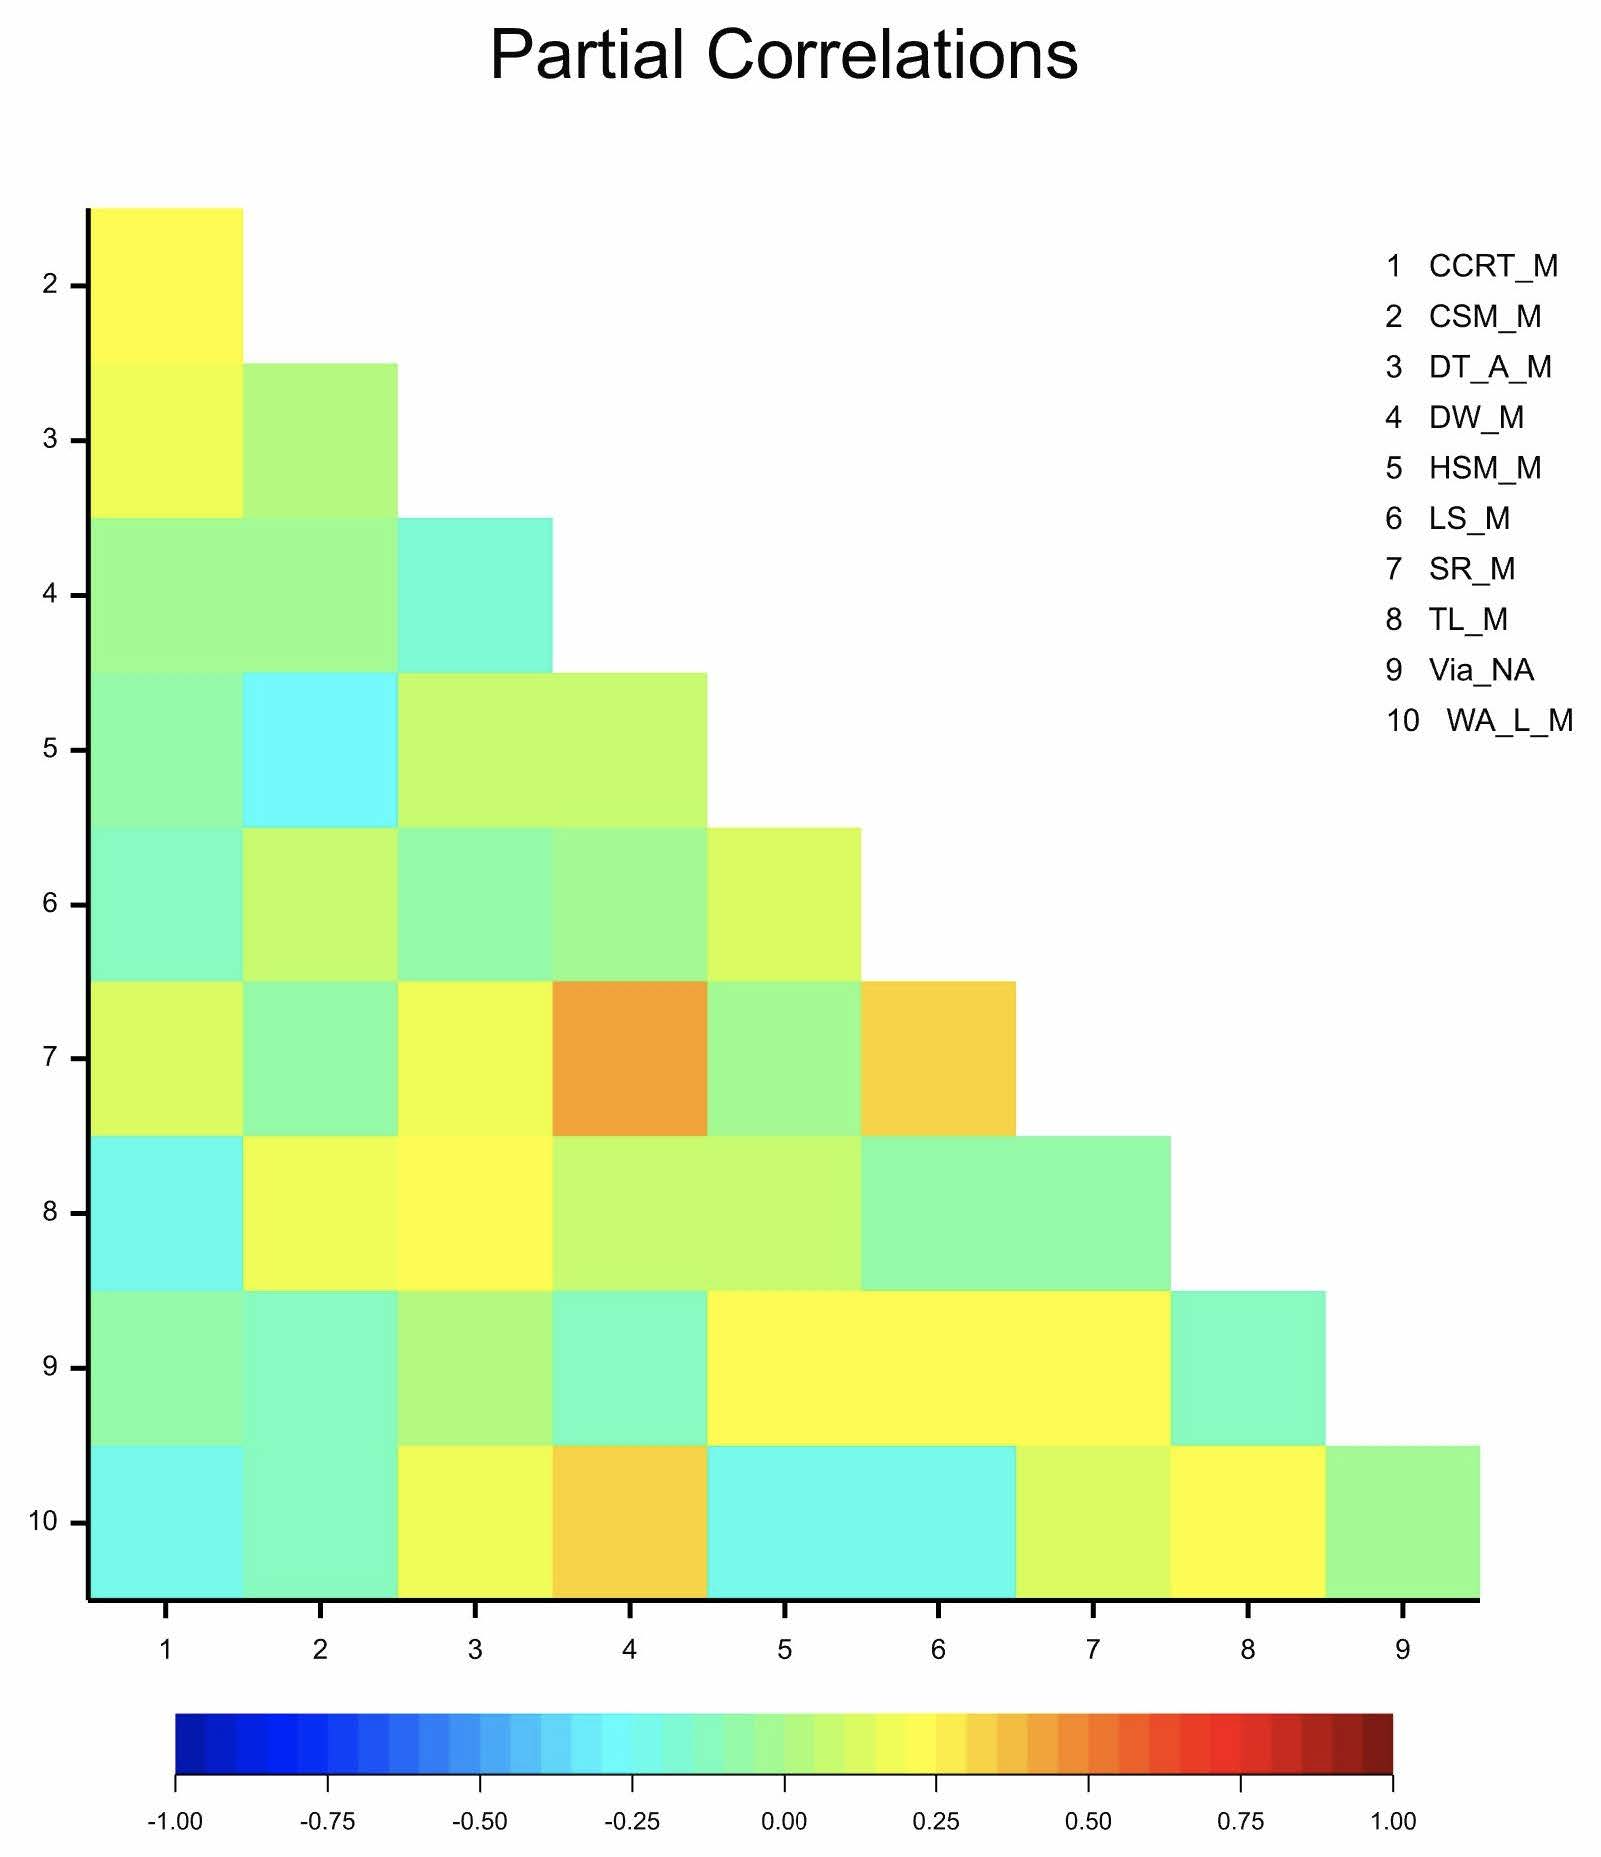 Partial Correlations
1 CCRT_M
2 CSM_M
3 DT_A_M
4 DW_M
5 HSM_M
6 LS_M
7 SR_M
8 TL_M
9 Via_NA
10 WA_L_M
2
3
4
5
6
7
8
9
10
1 2 3 4 5 6 7 8 9
-1.00 -0.75 -0.50 -0.25 0.00 0.25 0.50 0.75 1.00